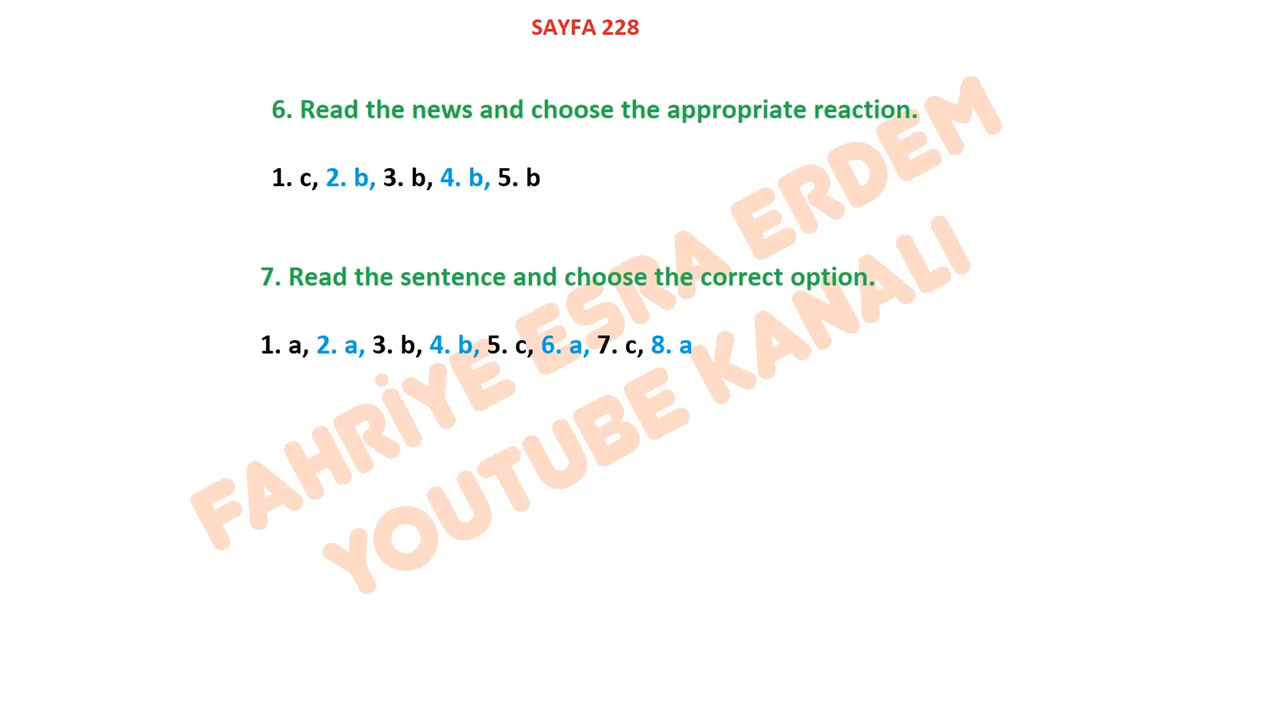 SAYFA 228
6. Read the news and choose the appropriate reaction.
1. c, 2. b, 3. b, 4. b, 5. b
7. Read the sentence and choose the correct option.
1. a, 2. a, 3. b, 4. b, 5. c, 6. a, 7. c, 8. a
FAHRİYE ESRA ERDEM
YOUTUBE KANALI